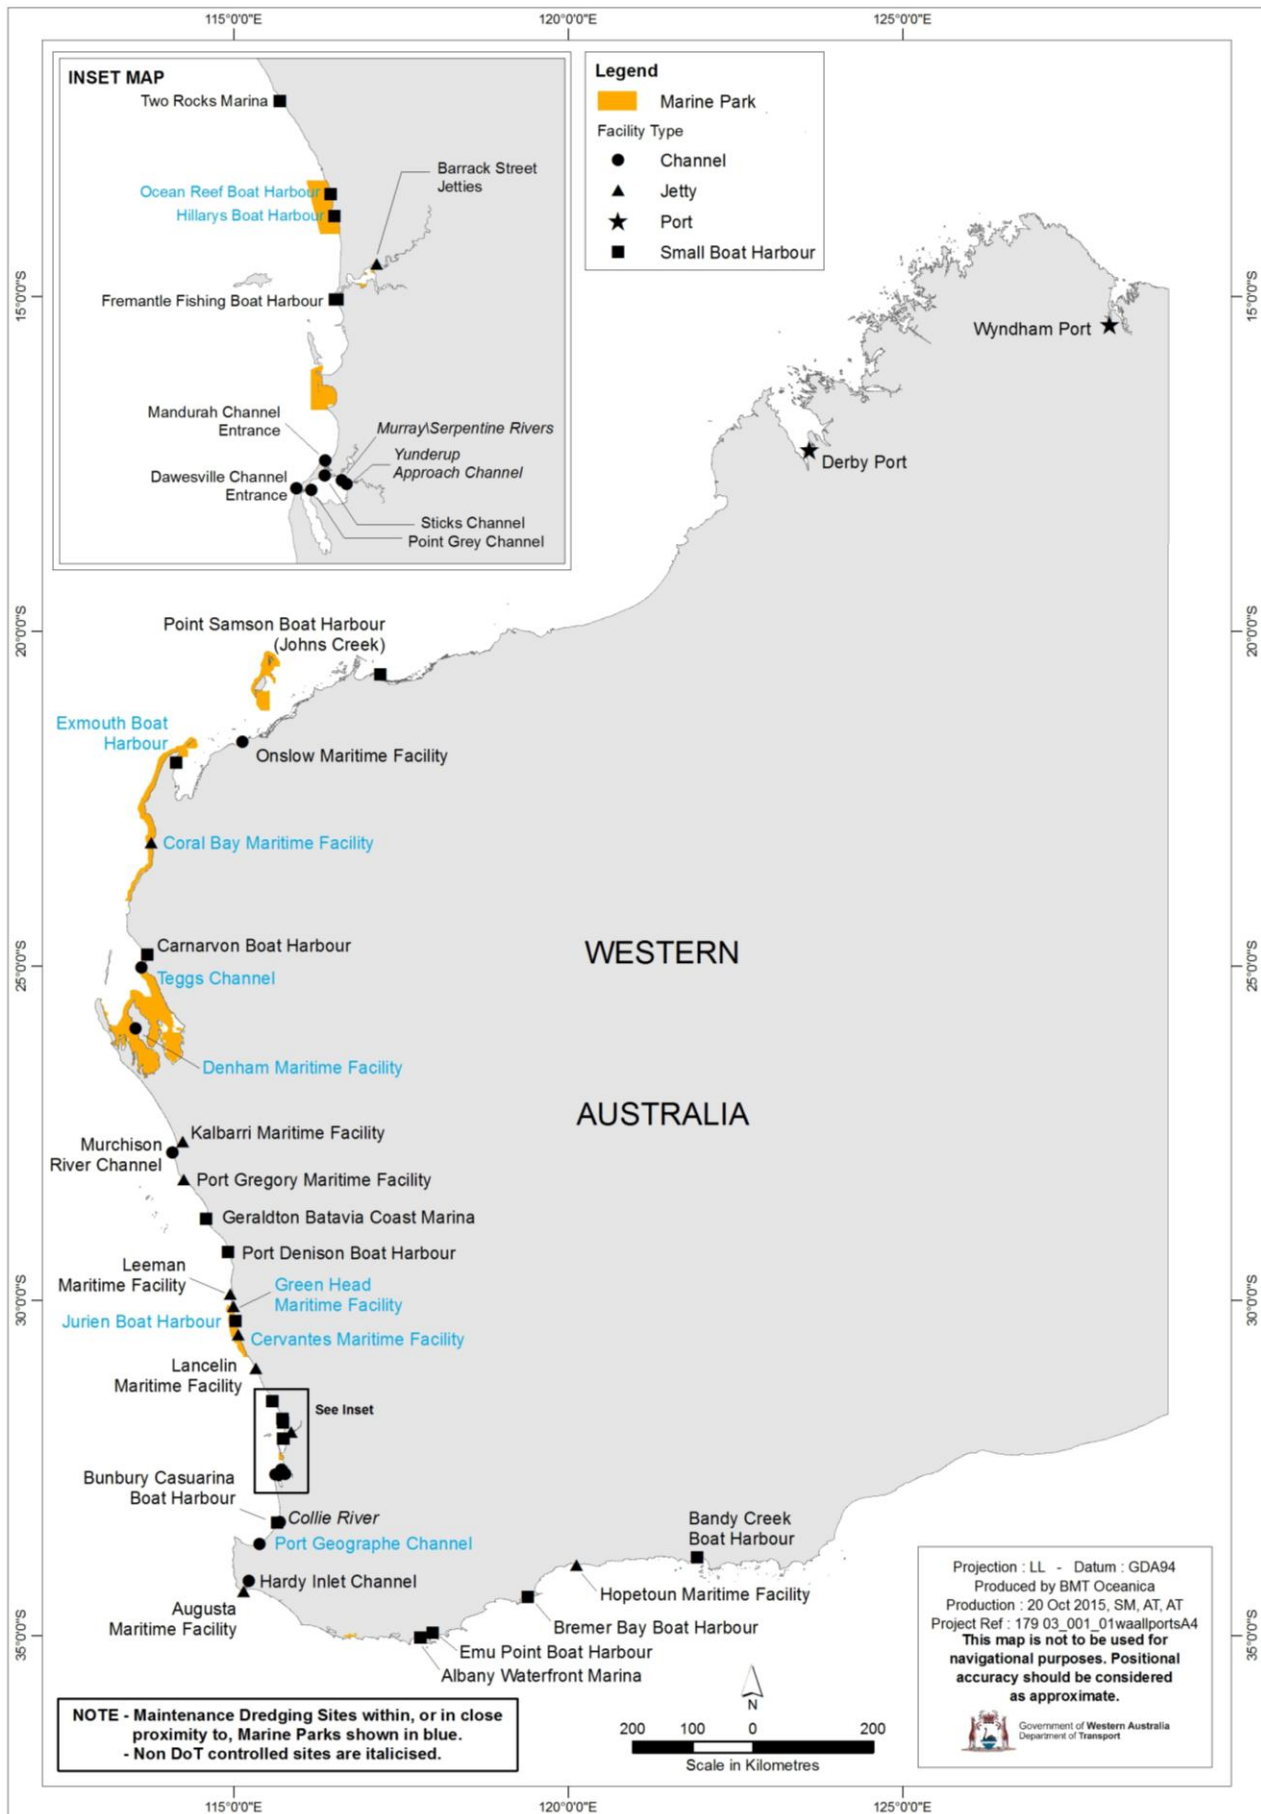 115°0'0"E
120°0'0"E
125°0'0"E
INSET MAP
Two Rocks Marina
Ocean Reef Boat Harbour
Hillarys Boat Harbour
Barrack Street
Jetties
Fremantle Fishing Boat Harbour
Mandurah Channel
Entrance
Murray\Serpentine Rivers
Yunderup
Approach Channel
Dawesville Channel
Entrance
Sticks Channel
Point Grey Channel
Legend
Marine Park
Facility Type
Channel
Jetty
Port
Small Boat Harbour
15°0'0"S
15°0'0"S
Wyndham Port
Derby Port
20°0'0"S
20°0'0"S
Point Samson Boat Harbour
(Johns Creek)
Exmouth Boat
Harbour
Onslow Maritime Facility
Coral Bay Maritime Facility
Carnarvon Boat Harbour
25°0'0"S
25°0'0"S
Teggs Channel
Denham Maritime Facility
WESTERN
AUSTRALIA
Kalbarri Maritime Facility
Murchison
River Channel
Port Gregory Maritime Facility
Geraldton Batavia Coast Marina
Port Denison Boat Harbour
Leeman
Maritime Facility
Green Head
Maritime Facility
30°0'0"S
30°0'0"S
Jurien Boat Harbour
Cervantes Maritime Facility
Lancelin
Maritime Facility
See Inset
Bunbury Casuarina
Boat Harbour
Collie River
Port Geographe Channel
Hardy Inlet Channel
Augusta
Maritime Facility
Bandy Creek
Boat Harbour
Hopetoun Maritime Facility
Bremer Bay Boat Harbour
Emu Point Boat Harbour
Albany Waterfront Marina
35°0'0"S
35°0'0"S
NOTE - Maintenance Dredging Sites within, or in close
proximity to, Marine Parks shown in blue.
- Non DoT controlled sites are italicised.
N
200 100 0 200
Scale in Kilometres
Projection : LL - Datum : GDA94
Produced by BMT Oceanica
Production : 20 Oct 2015, SM, AT, AT
Project Ref : 179 03_001_01waallportsA4
This map is not to be used for
navigational purposes. Positional
accuracy should be considered
as approximate.
Government of Western Australia
Department of Transport
115°0'0"E
120°0'0"E
125°0'0"E